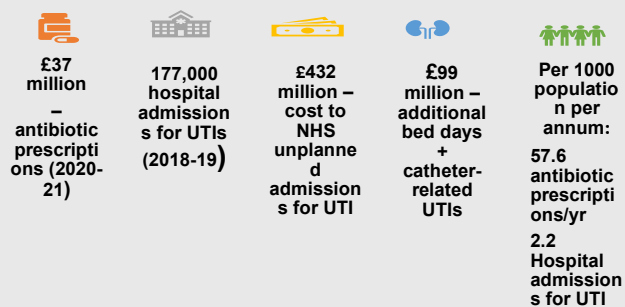 £37
million
–
antibiotic
prescripti
ons (2020-
21)
177,000
hospital
admission
s for UTIs
(2018-19)
£432
million –
cost to
NHS
unplanne
d
admission
s for UTI
£99
million –
additional
bed days
+
catheter-
related
UTIs
Per 1000
populatio
n per
annum:
57.6
antibiotic
prescripti
ons/yr
2.2
Hospital
admission
s for UTI